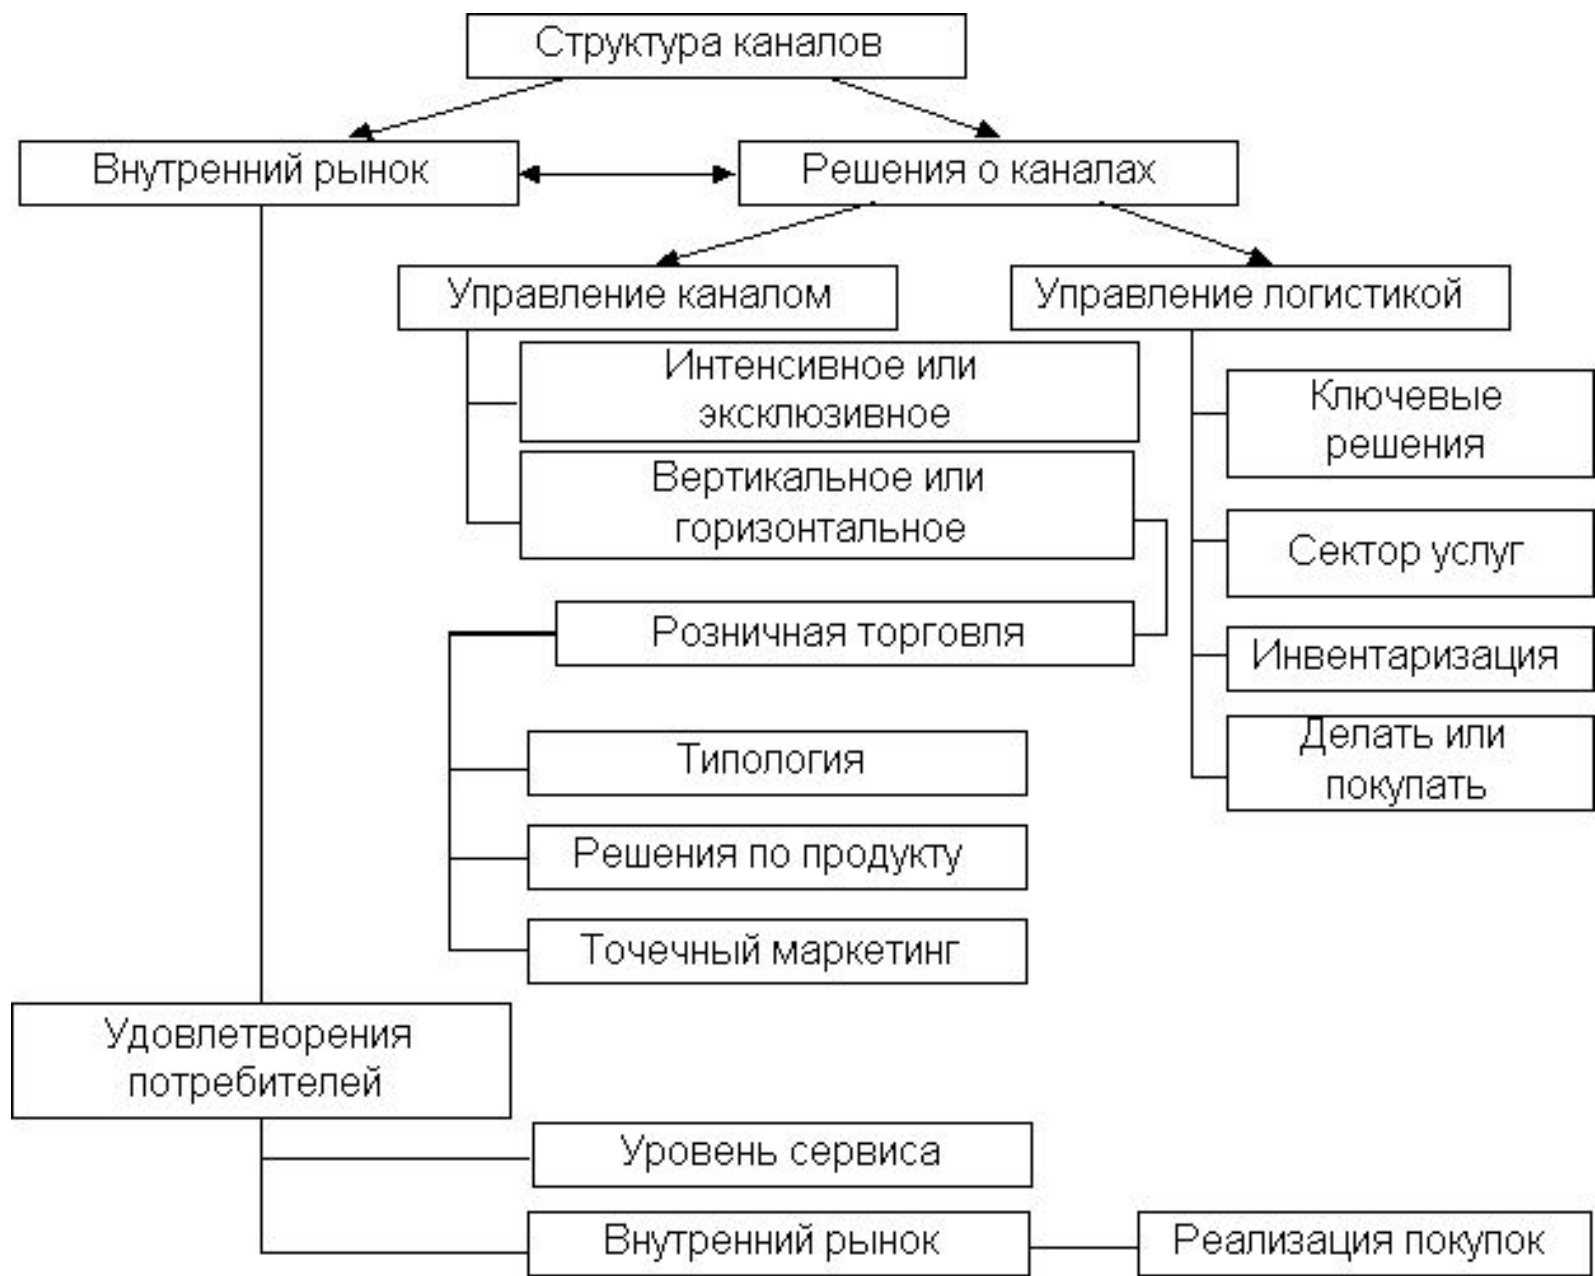 Структура каналов
Внутренний рынок
Решения о каналах
Управление каналом
Управление логистикой
Интенсивное или
эксклюзивное
Ключевые
решения
Вертикальное или
горизонтальное
Сектор услуг
Розничная торговля
Инвентаризация
Типология
Делать или
покупать
Решения по продукту
Точечный маркетинг
Удовлетворения
потребителей
Уровень сервиса
Внутренний рынок
Реализация покупок